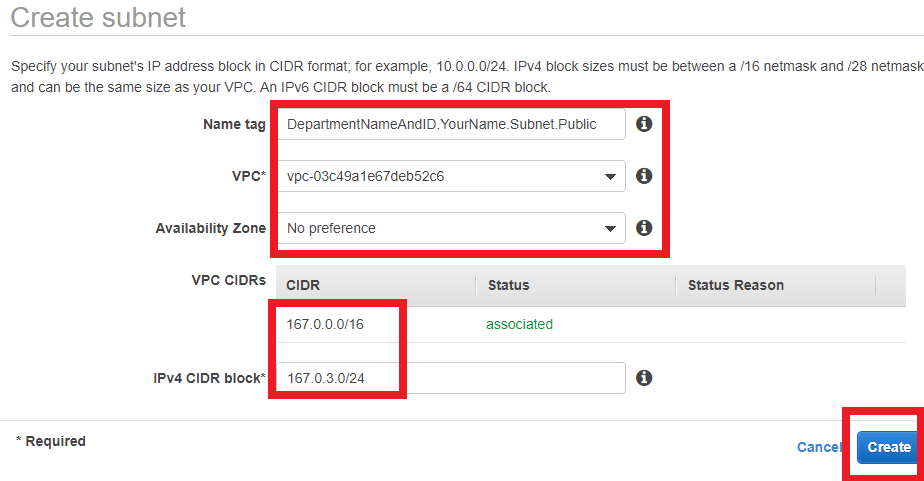 Create subnet
Specify your subnet's IP address block in CIDR format; for example, 10.0.0.0/24. IPv4 block sizes must be between a /16 netmask and /28 netmask
and can be the same size as your VPC. An IPv6 CIDR block must be a /64 CIDR block.
Name tag DepartmentNameAndID.YourName.Subnet.Public
VPC* vpc-03c49a1e67deb52c6
Availability Zone No preference
VPC CIDRs CIDR Status Status Reason
167.0.0.0/16 associated
IPv4 CIDR block* 167.0.3.0/24
* Required
Cancel Create